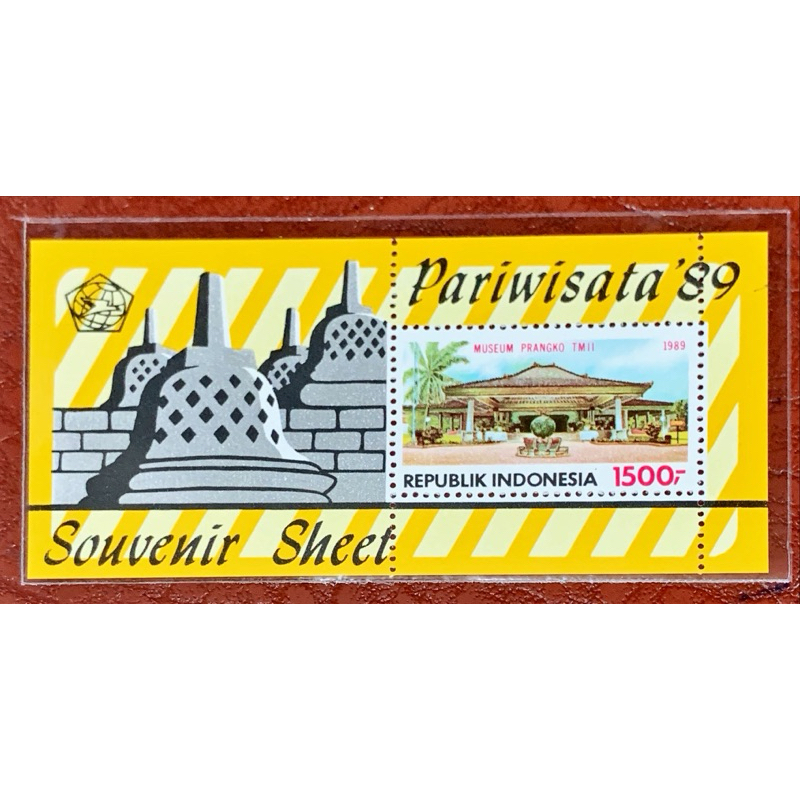 Pariwisata '89
MUSEUM PRANGKO TMII 1989
REPUBLIK INDONESIA 1500,-
Souvenir Sheet